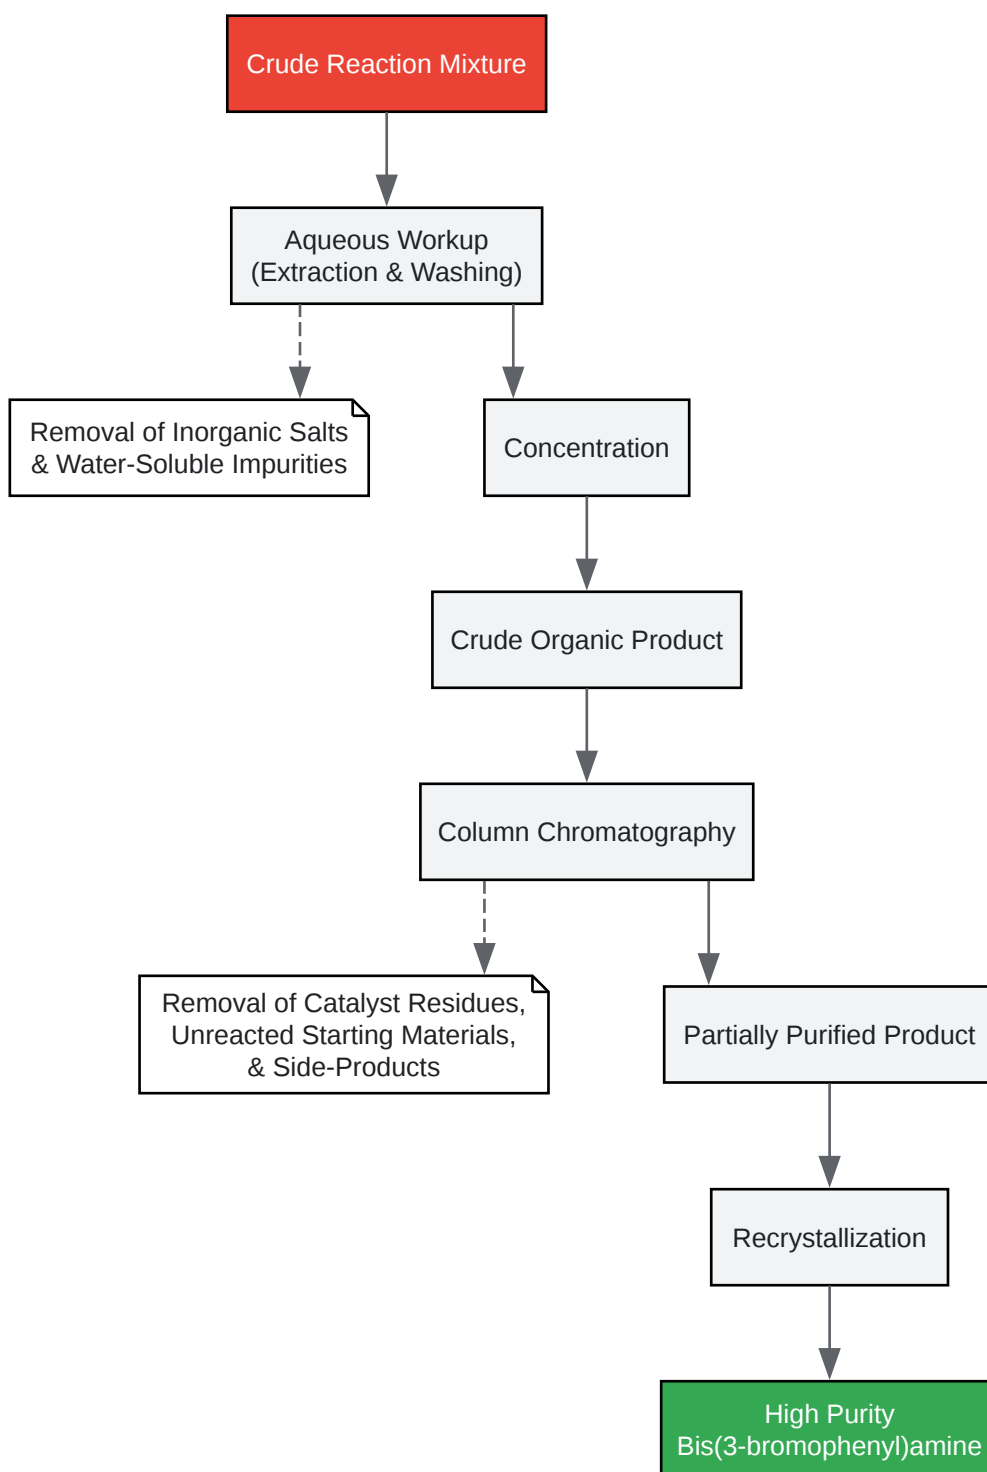 Crude Reaction Mixture
Aqueous Workup
(Extraction & Washing)
Removal of Inorganic Salts
& Water-Soluble Impurities
Concentration
Crude Organic Product
Column Chromatography
Removal of Catalyst Residues,
Unreacted Starting Materials,
& Side-Products
Partially Purified Product
Recrystallization
High Purity
Bis(3-bromophenyl)amine